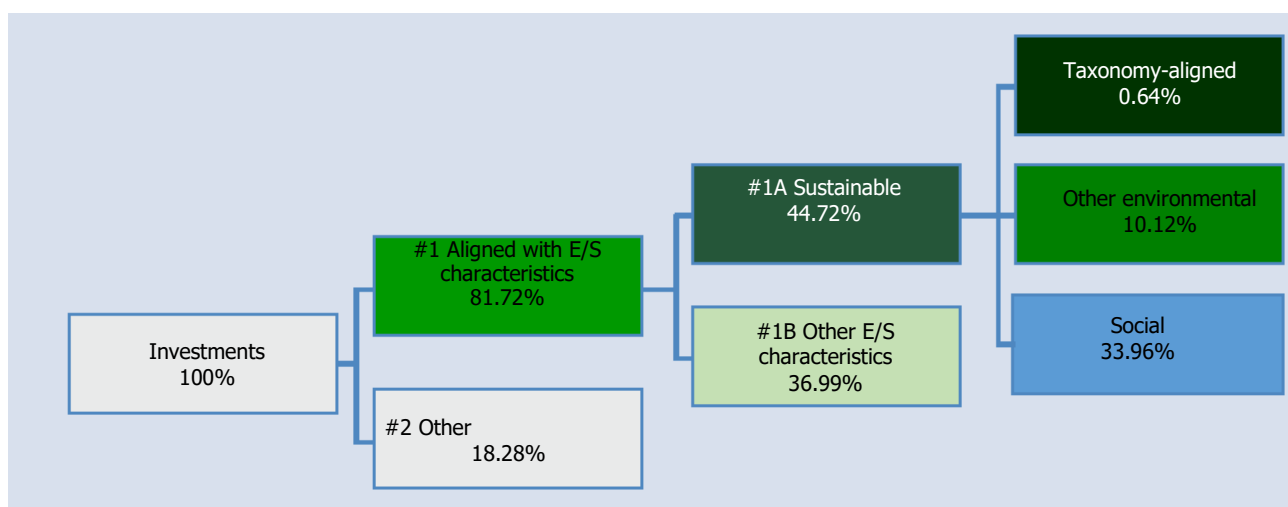 Investments
100%
#1 Aligned with E/S
characteristics
81.72%
#2 Other
18.28%
#1A Sustainable
44.72%
#1B Other E/S
characteristics
36.99%
Taxonomy-aligned
0.64%
Other environmental
10.12%
Social
33.96%